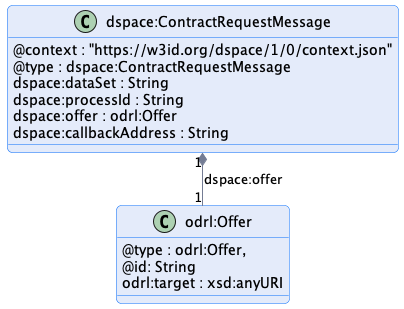 C dspace:ContractRequestMessage
@context : "https://w3id.org/dspace/1/0/context.json"
@type : dspace:ContractRequestMessage
dspace:dataSet : String
dspace:processId : String
dspace:offer : odrl:Offer
dspace:callbackAddress : String
1
dspace:offer
1
C odrl:Offer
@type : odrl:Offer,
@id: String
odrl:target : xsd:anyURI